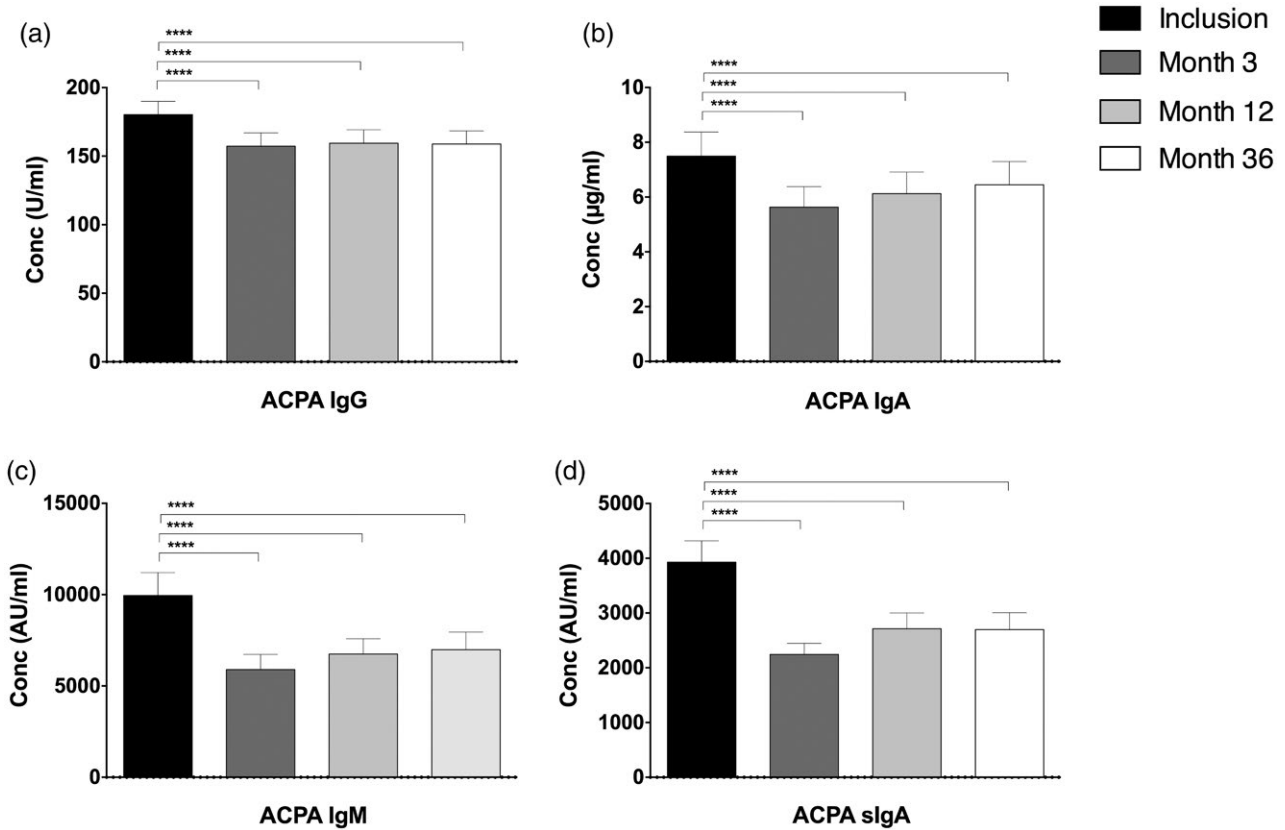 Inclusion
Month 3
Month 12
Month 36
(a)
****
****
****
200
150
100
50
0
Conc (U/ml)
ACPA IgG
(b)
****
****
****
10
8
6
4
2
0
Conc (µg/ml)
ACPA IgA
(c)
****
****
****
15000
10000
5000
0
Conc (AU/ml)
ACPA IgM
(d)
****
****
****
5000
4000
3000
2000
1000
0
Conc (AU/ml)
ACPA sIgA